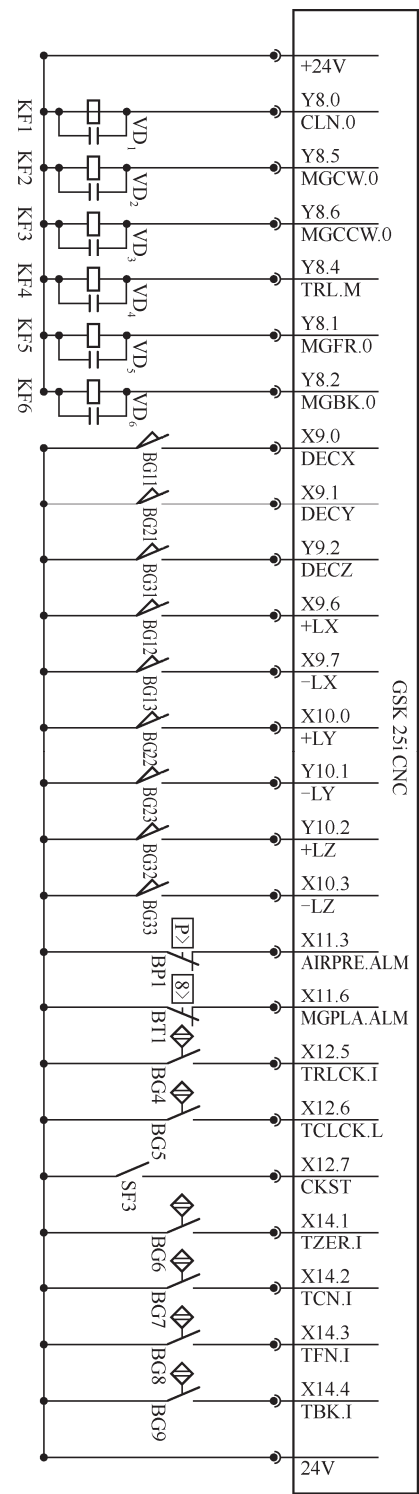 +24V
Y8.0
CLN.0
KF1
VD1
Y8.5
MGCW.0
KF2
VD2
Y8.6
MGCCW.0
KF3
VD3
Y8.4
TRL.M
KF4
VD4
Y8.1
MGFR.0
KF5
VD5
Y8.2
MGBK.0
KF6
VD6
X9.0
DECX
BG11
X9.1
DECY
BG21
Y9.2
DECZ
BG31
X9.6
+LX
BG12
X9.7
−LX
BG13
X10.0
+LY
BG22
Y10.1
−LY
BG23
Y10.2
+LZ
BG32
X10.3
−LZ
BG33
GSK 25i CNC
X11.3
AIRPRE.ALM
P>
BP1
X11.6
MGPLA.ALM
8>
BT1
X12.5
TRLCK.I
BG4
X12.6
TCLCK.L
BG5
X12.7
CKST
SF3
X14.1
TZER.I
BG6
X14.2
TCN.I
BG7
X14.3
TFN.I
BG8
X14.4
TBK.I
BG9
24V